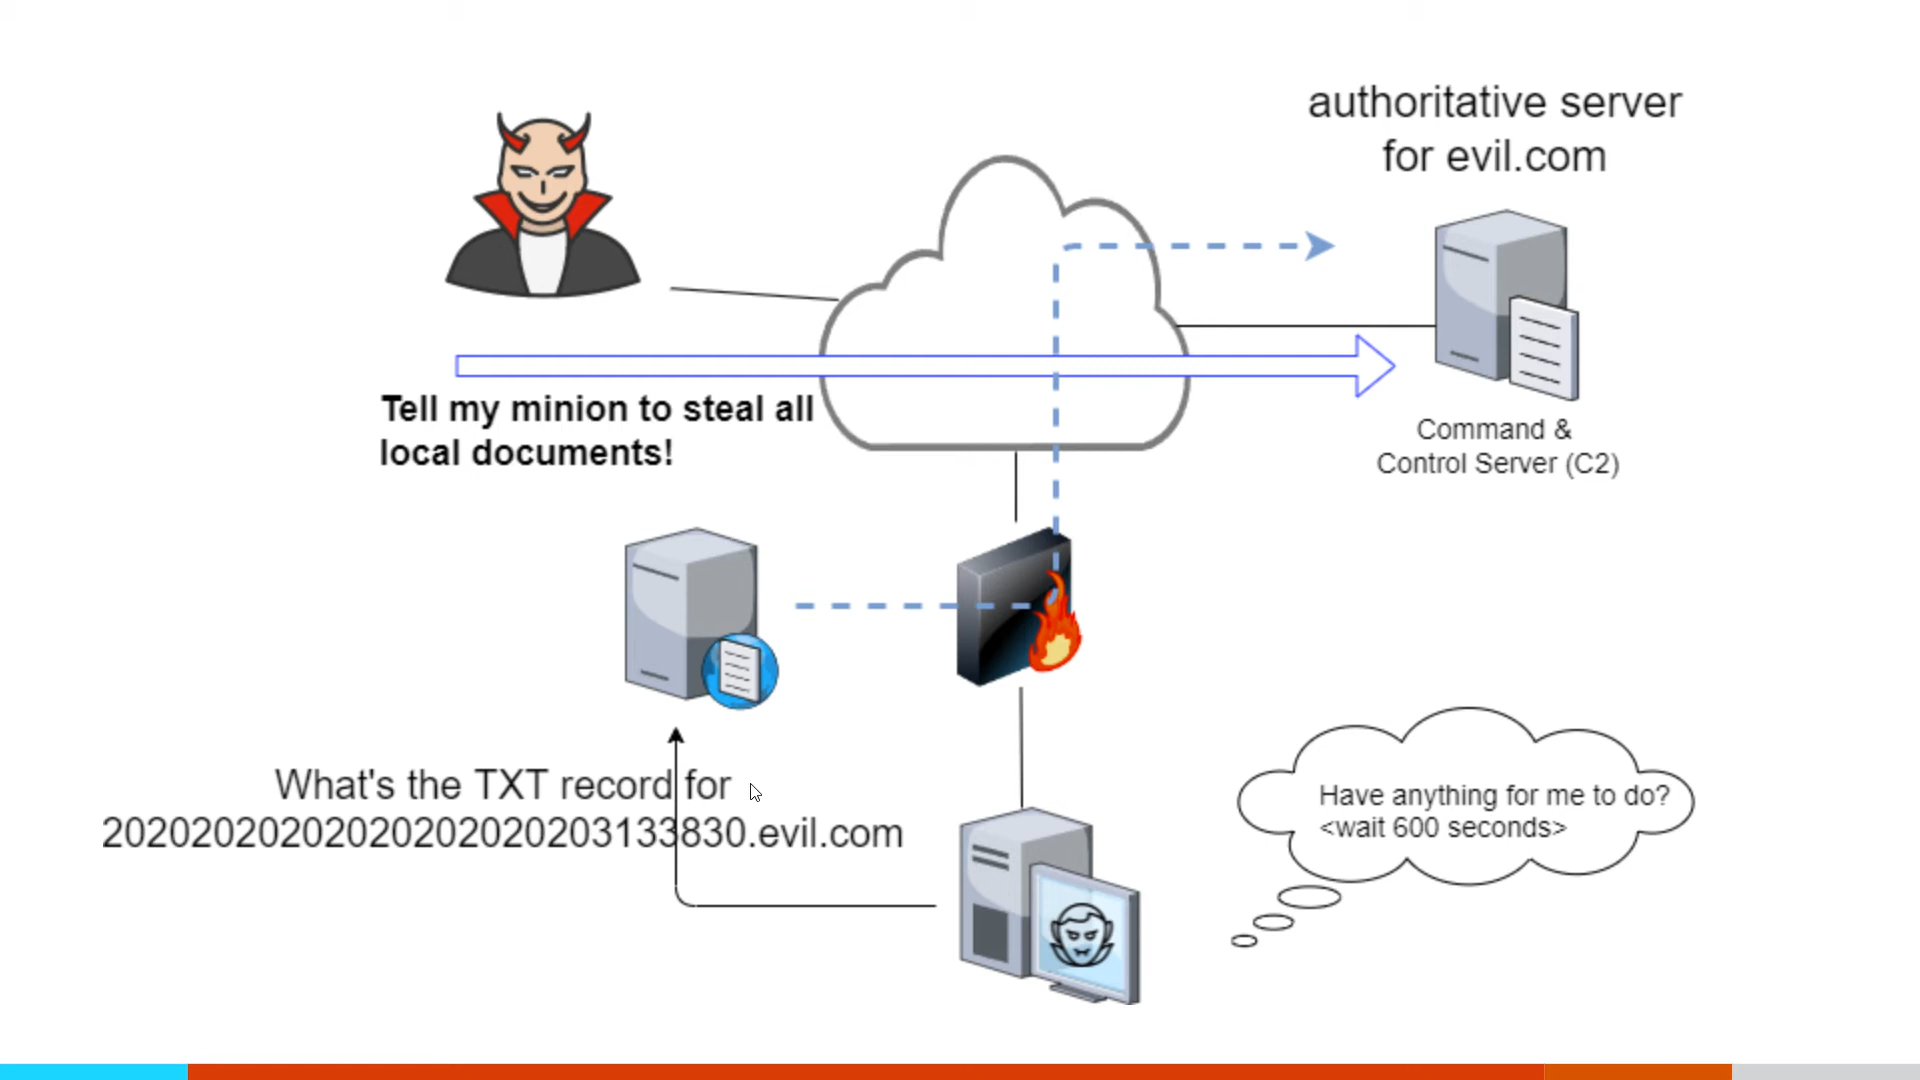 authoritative server
for evil.com
Tell my minion to steal all
local documents!
Command &
Control Server (C2)
What's the TXT record for
2020202020202020202020203133830.evil.com
Have anything for me to do?
<wait 600 seconds>